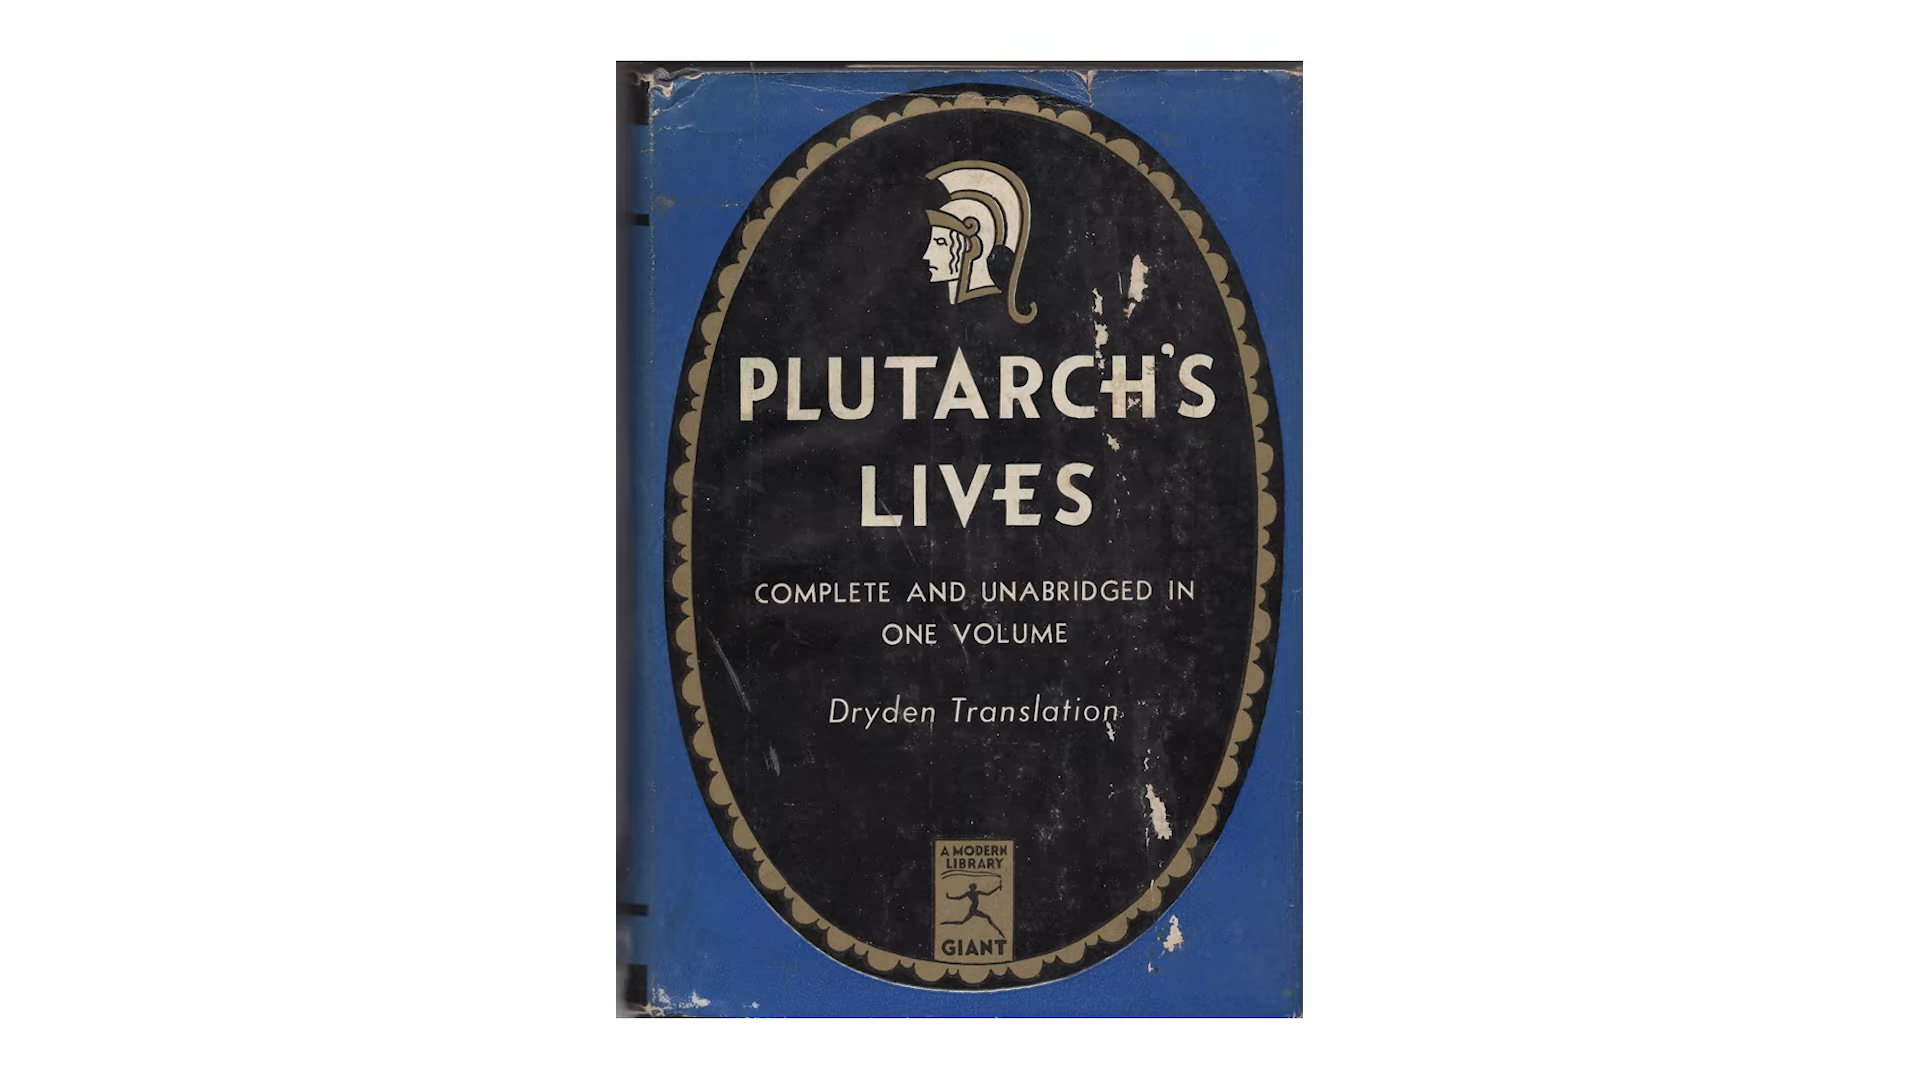 PLUTARCH'S
LIVES
COMPLETE AND UNABRIDGED IN
ONE VOLUME
Dryden Translation
A MODERN
LIBRARY
GIANT